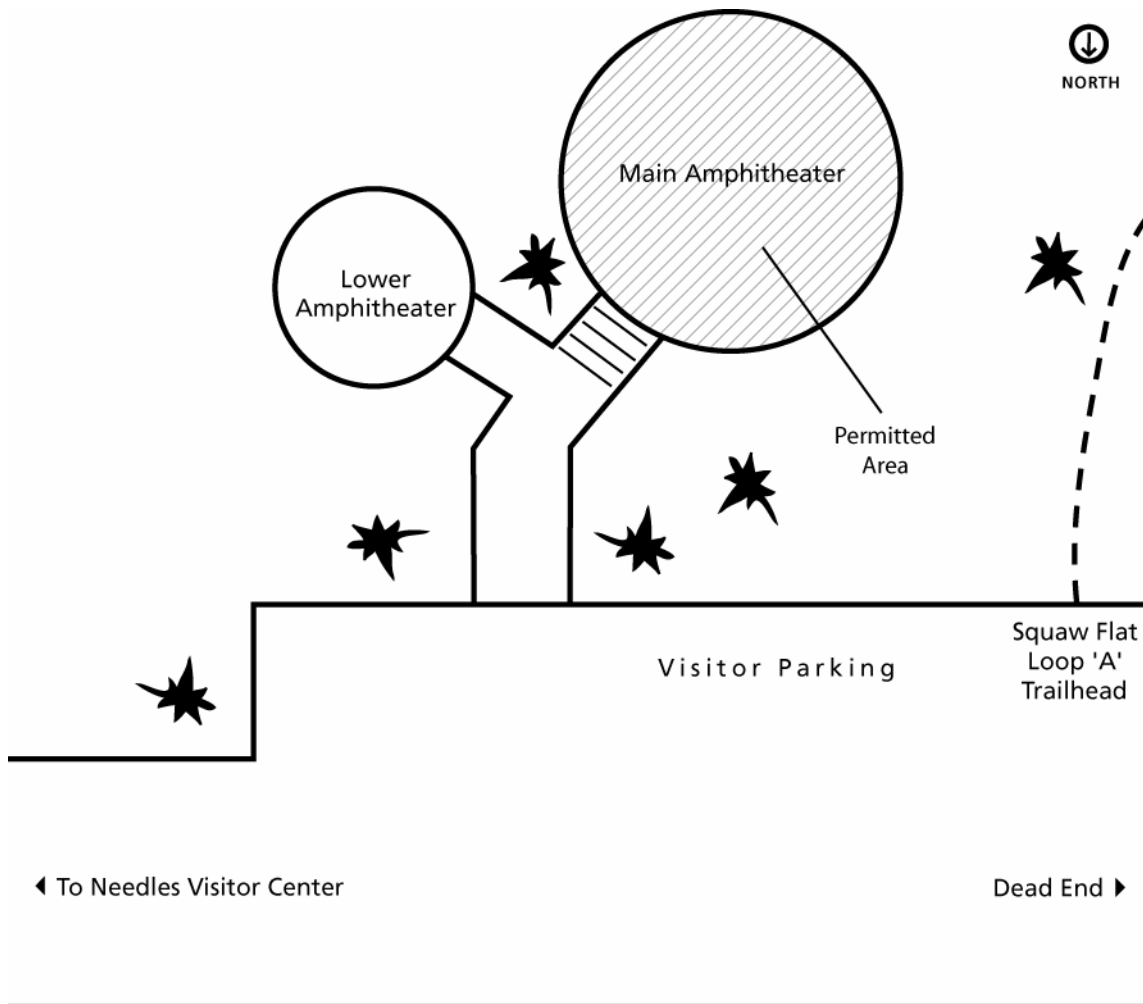 NORTH
Main Amphitheater
Lower
Amphitheater
Permitted
Area
Squaw Flat
Loop 'A'
Trailhead
Visitor Parking
To Needles Visitor Center
Dead End